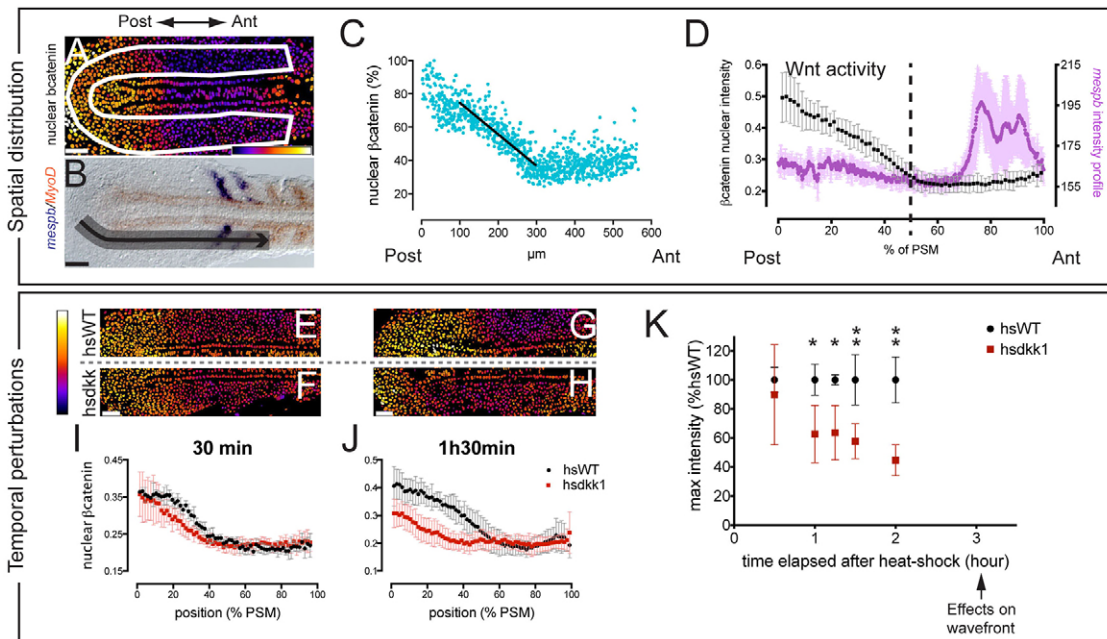 Spatial distribution
Post Ant
A
nuclear bcatenin
B
mespb/MyoD
C
nuclear βcatenin (%)
100
80
60
40
20
0 100 200 300 400 500 600
Post µm Ant
D
Wnt activity
βcatenin nuclear intensity
0.6
0.5
0.4
0.3
0.2
215
195
175
155
mespb intensity profile
0 20 40 60 80 100
Post % of PSM Ant
Temporal perturbations
hsWT
E
G
hsdkk
F
H
I
30 min
nuclear βcatenin
0.45
0.35
0.25
0.15
0 20 40 60 80 100
position (% PSM)
J
1h30min
hsWT
hsdkk1
0.5
0.4
0.3
0.2
0.1
0 20 40 60 80 100
position (% PSM)
K
hsWT
hsdkk1
max intensity (%hsWT)
* * * *
* *
120
100
80
60
40
20
0
0 1 2 3
time elapsed after heat-shock (hour)
Effects on
wavefront